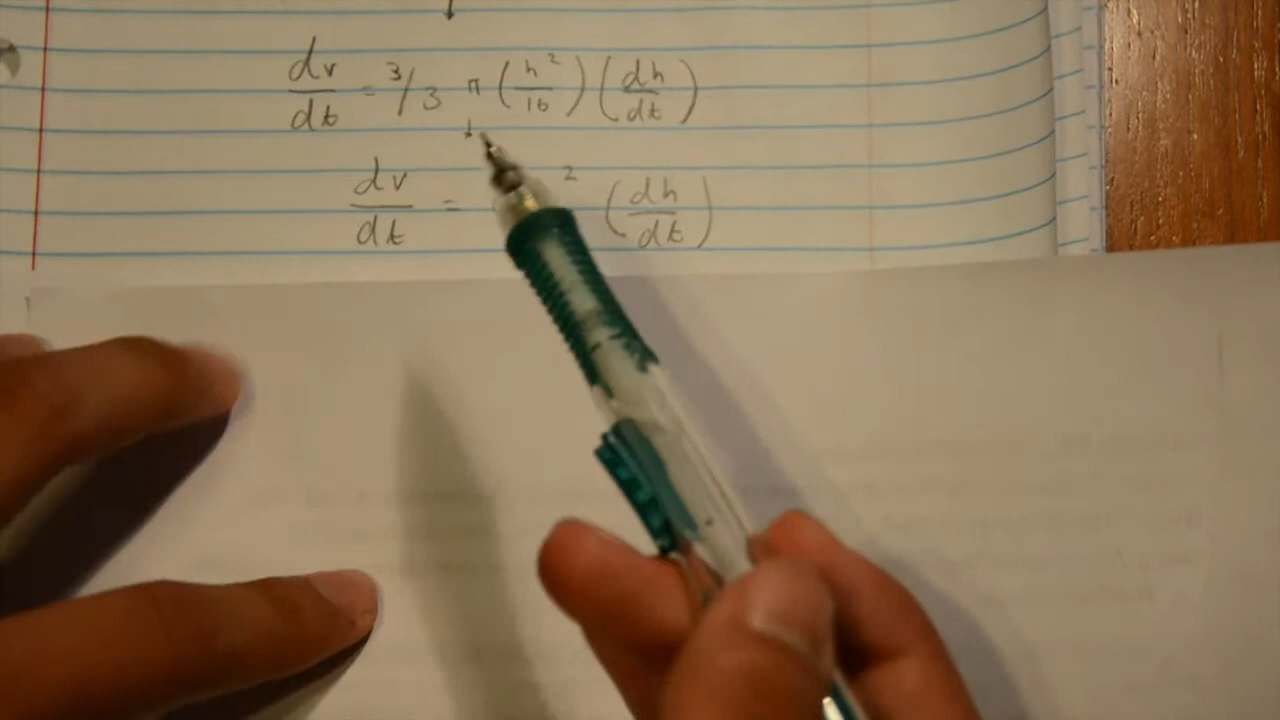 dv/dt = 3/3 π (h²/16) (dh/dt)
dv/dt = ² (dh/dt)